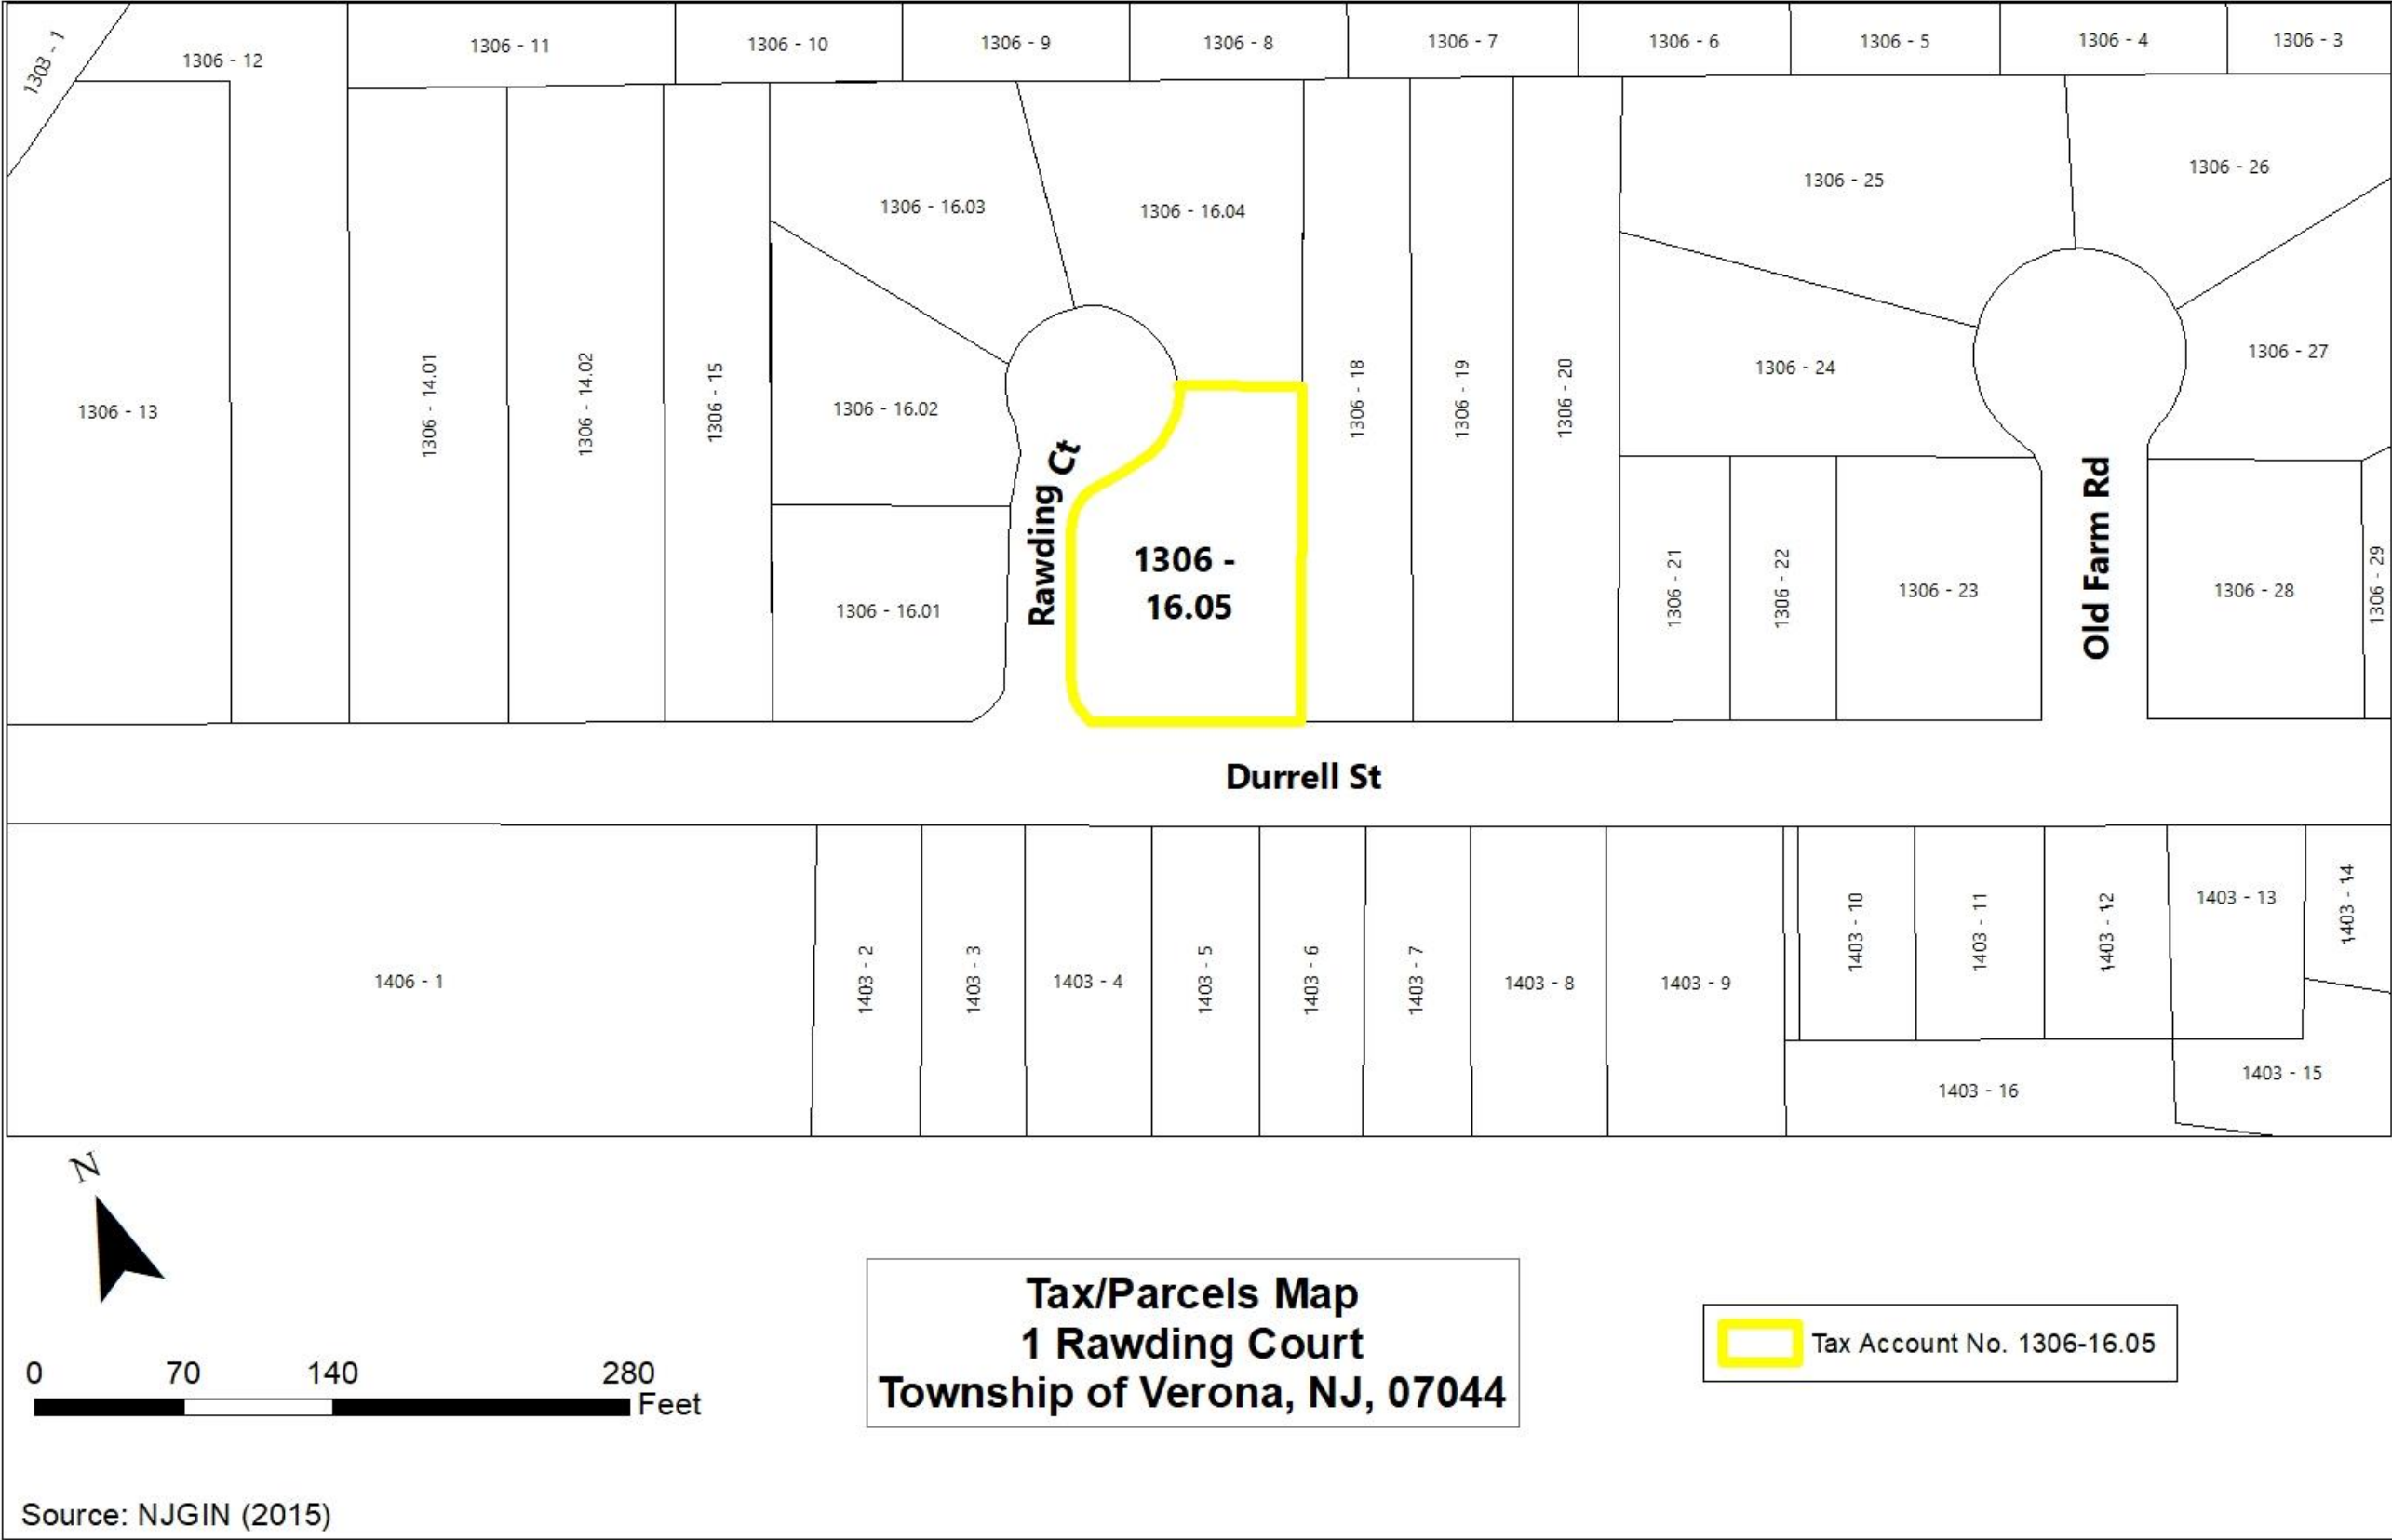 1303 - 1
1306 - 12
1306 - 11
1306 - 10
1306 - 9
1306 - 8
1306 - 7
1306 - 6
1306 - 5
1306 - 4
1306 - 3
1306 - 13
1306 - 14.01
1306 - 14.02
1306 - 15
1306 - 16.03
1306 - 16.04
1306 - 16.02
1306 - 16.01
Rawding Ct
1306 -
16.05
1306 - 18
1306 - 19
1306 - 20
1306 - 25
1306 - 26
1306 - 24
1306 - 27
1306 - 21
1306 - 22
1306 - 23
Old Farm Rd
1306 - 28
1306 - 29
Durrell St
1406 - 1
1403 - 2
1403 - 3
1403 - 4
1403 - 5
1403 - 6
1403 - 7
1403 - 8
1403 - 9
1403 - 10
1403 - 11
1403 - 12
1403 - 13
1403 - 14
1403 - 15
1403 - 16
N
0 70 140 280
Feet
Tax/Parcels Map
1 Rawding Court
Township of Verona, NJ, 07044
Tax Account No. 1306-16.05
Source: NJGIN (2015)